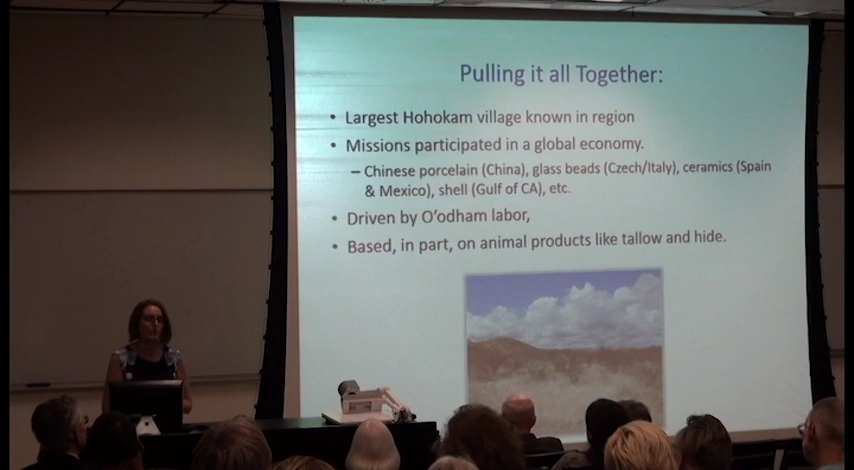 Pulling it all Together:
• Largest Hohokam village known in region
• Missions participated in a global economy.
– Chinese porcelain (China), glass beads (Czech/Italy), ceramics (Spain
& Mexico), shell (Gulf of CA), etc.
• Driven by O'odham labor,
• Based, in part, on animal products like tallow and hide.